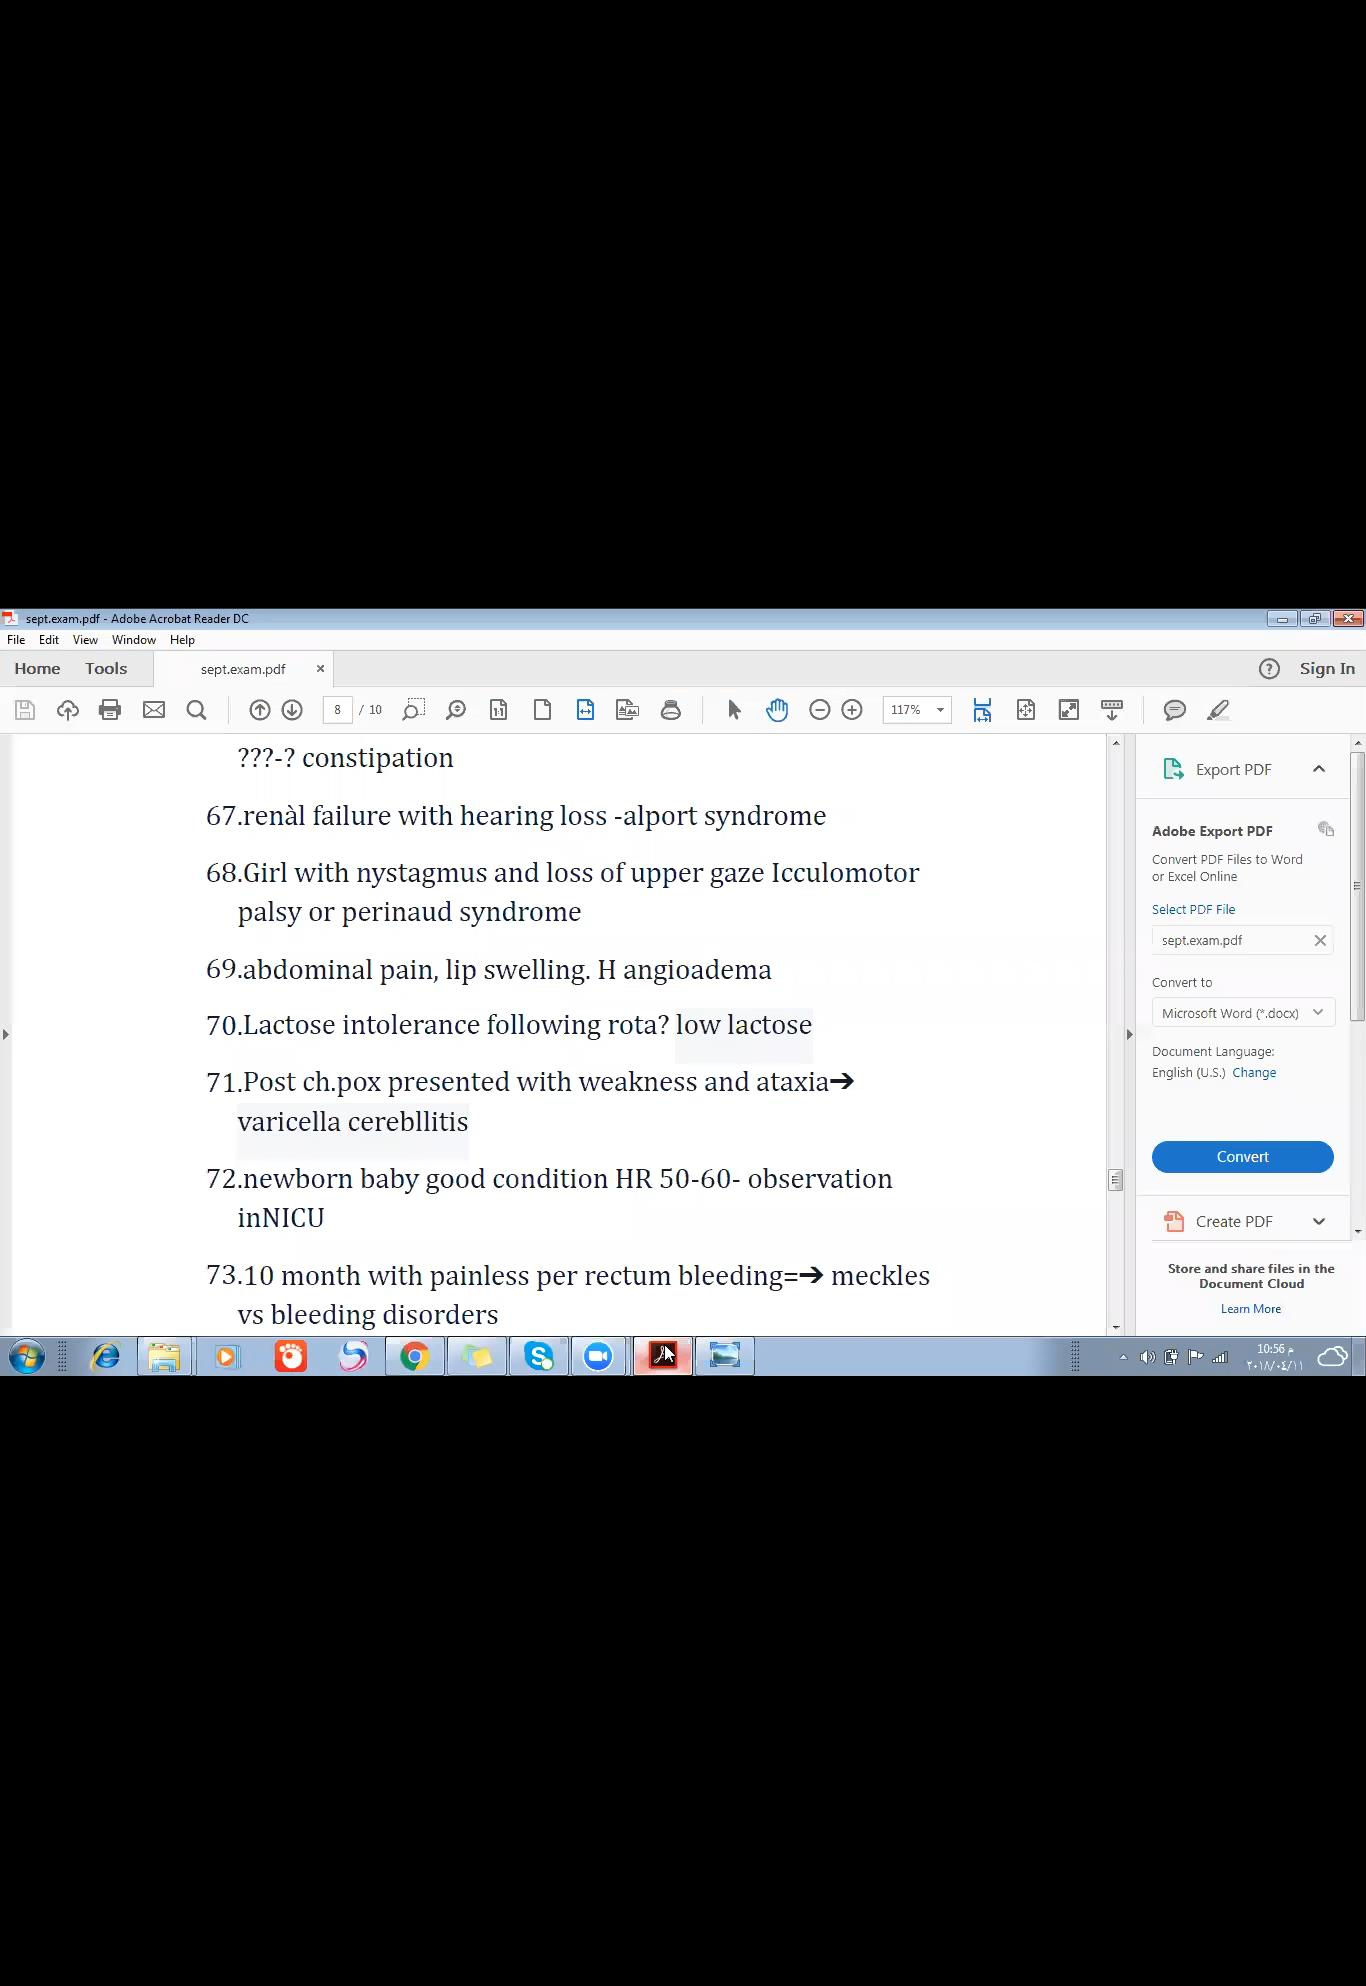 sept.exam.pdf - Adobe Acrobat Reader DC
File Edit View Window Help
Home Tools sept.exam.pdf × Sign In
8 / 10 117%
???-? constipation
67.renàl failure with hearing loss -alport syndrome
68.Girl with nystagmus and loss of upper gaze Icculomotor
palsy or perinaud syndrome
69.abdominal pain, lip swelling. H angioadema
70.Lactose intolerance following rota? low lactose
71.Post ch.pox presented with weakness and ataxia➔
varicella cerebllitis
72.newborn baby good condition HR 50-60- observation
inNICU
73.10 month with painless per rectum bleeding=➔ meckles
vs bleeding disorders
Export PDF
Adobe Export PDF
Convert PDF Files to Word
or Excel Online
Select PDF File
sept.exam.pdf
Convert to
Microsoft Word (*.docx)
Document Language:
English (U.S.) Change
Convert
Create PDF
Store and share files in the
Document Cloud
Learn More
10:56 م
٢٠١٨/٠٤/١١